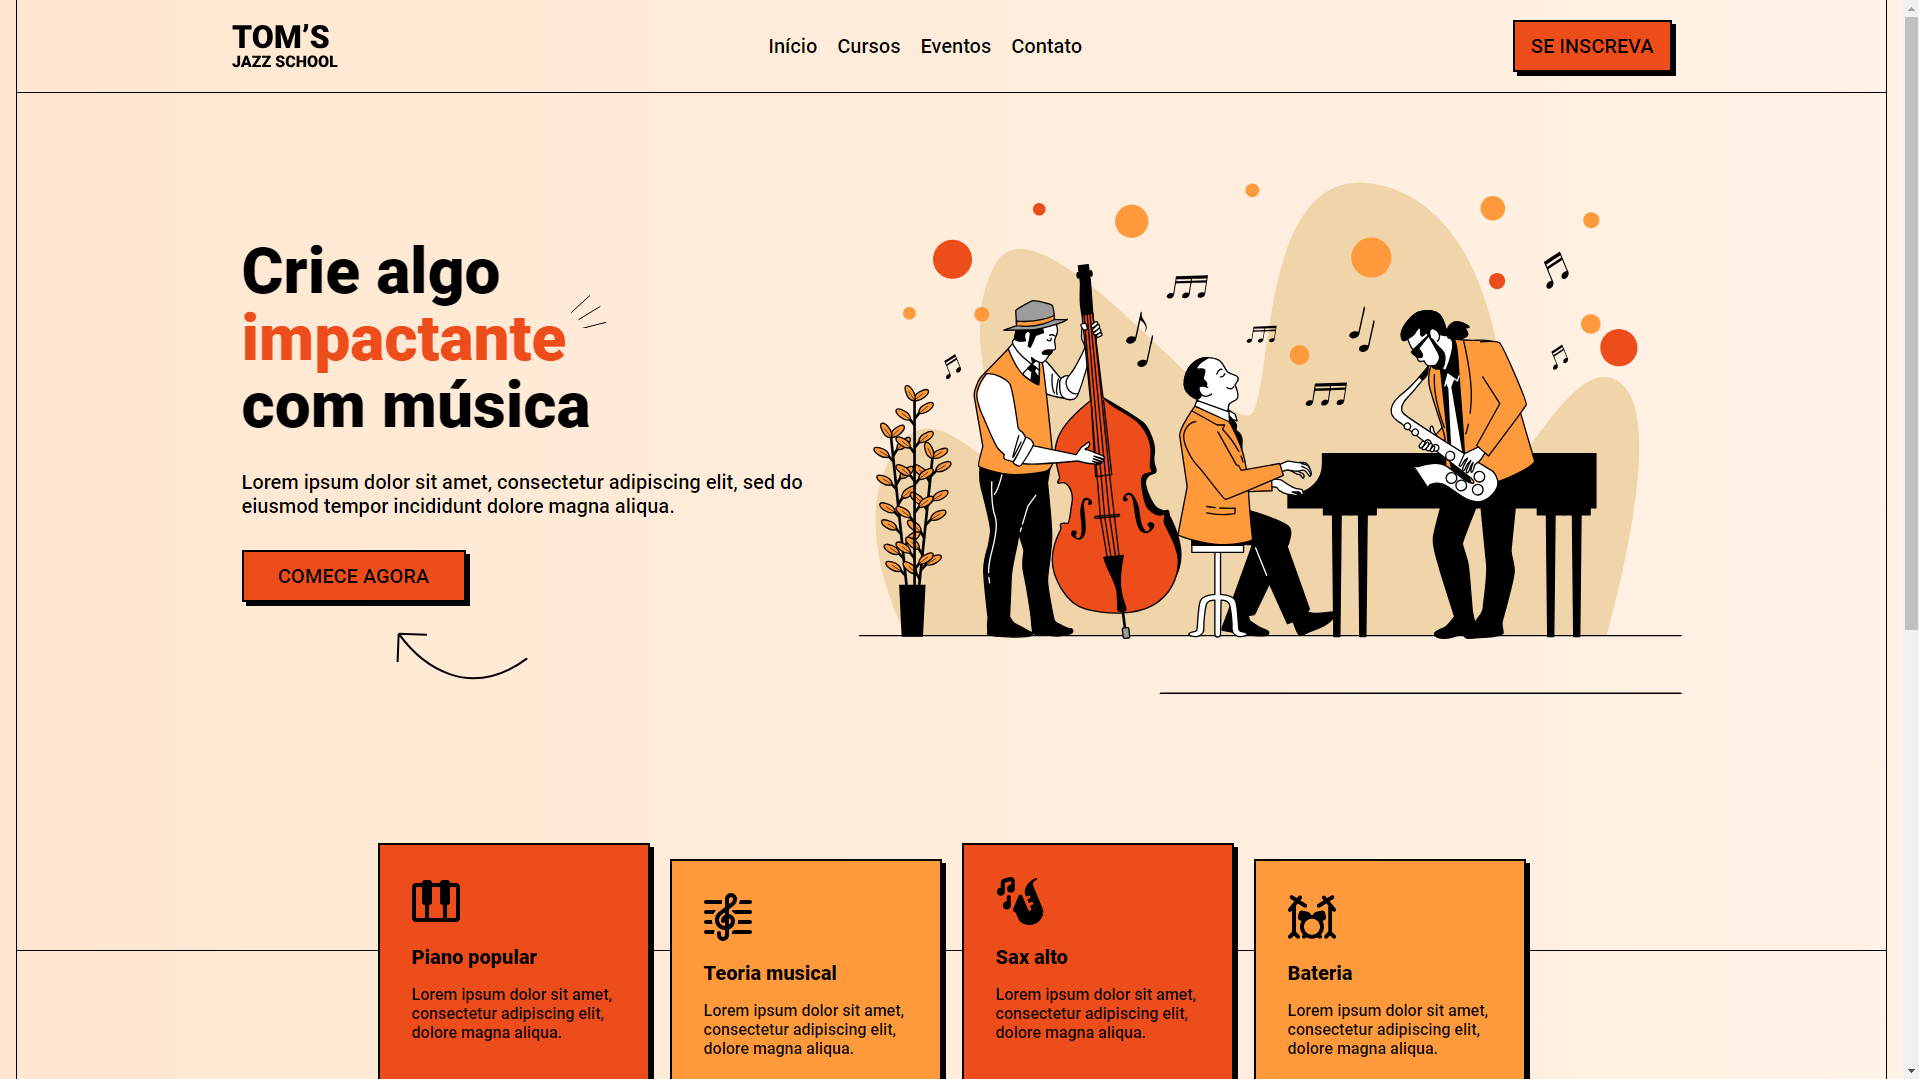 TOM’S
JAZZ SCHOOL
Início
Cursos
Eventos
Contato
SE INSCREVA
Crie algo
impactante
com música
Lorem ipsum dolor sit amet, consectetur adipiscing elit, sed do
eiusmod tempor incididunt dolore magna aliqua.
COMECE AGORA
Piano popular
Lorem ipsum dolor sit amet,
consectetur adipiscing elit,
dolore magna aliqua.
Teoria musical
Lorem ipsum dolor sit amet,
consectetur adipiscing elit,
dolore magna aliqua.
Sax alto
Lorem ipsum dolor sit amet,
consectetur adipiscing elit,
dolore magna aliqua.
Bateria
Lorem ipsum dolor sit amet,
consectetur adipiscing elit,
dolore magna aliqua.